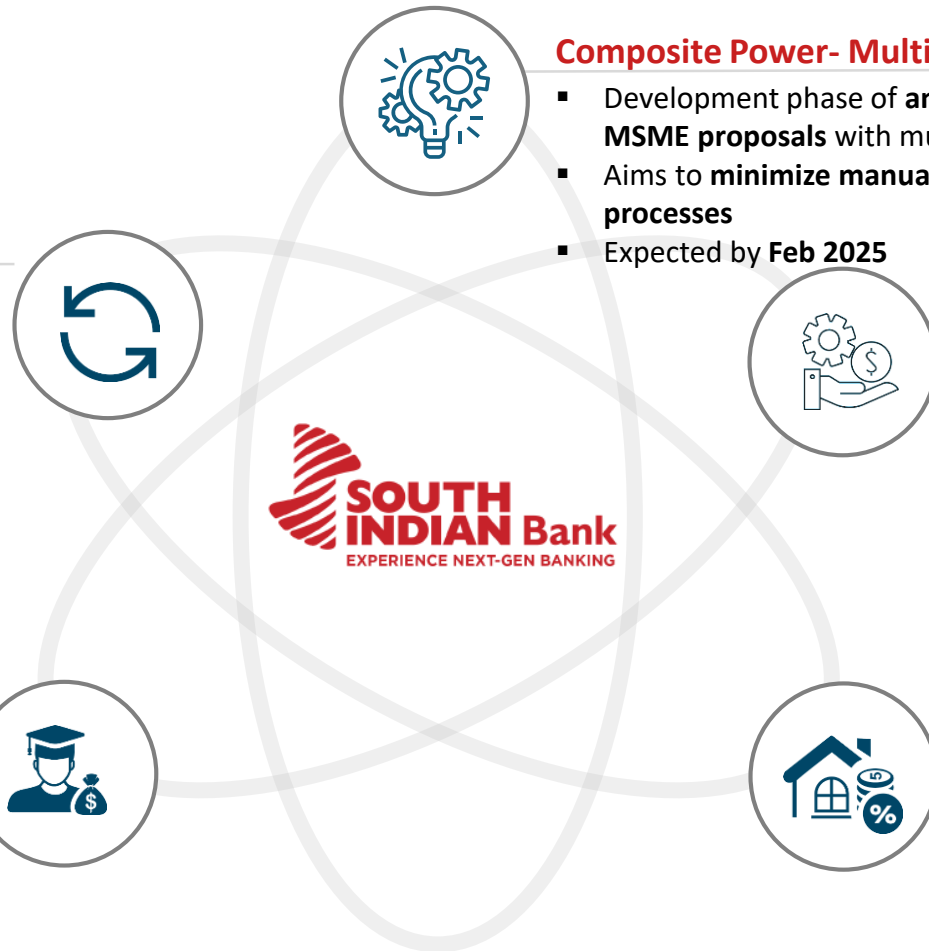 Composite Power- Multi
▪ Development phase of
MSME proposals with
▪ Aims to minimize
processes
▪ Expected by Feb 2025
$
SOUTH
INDIAN Bank
EXPERIENCE NEXT-GEN BANKING
$
5
%